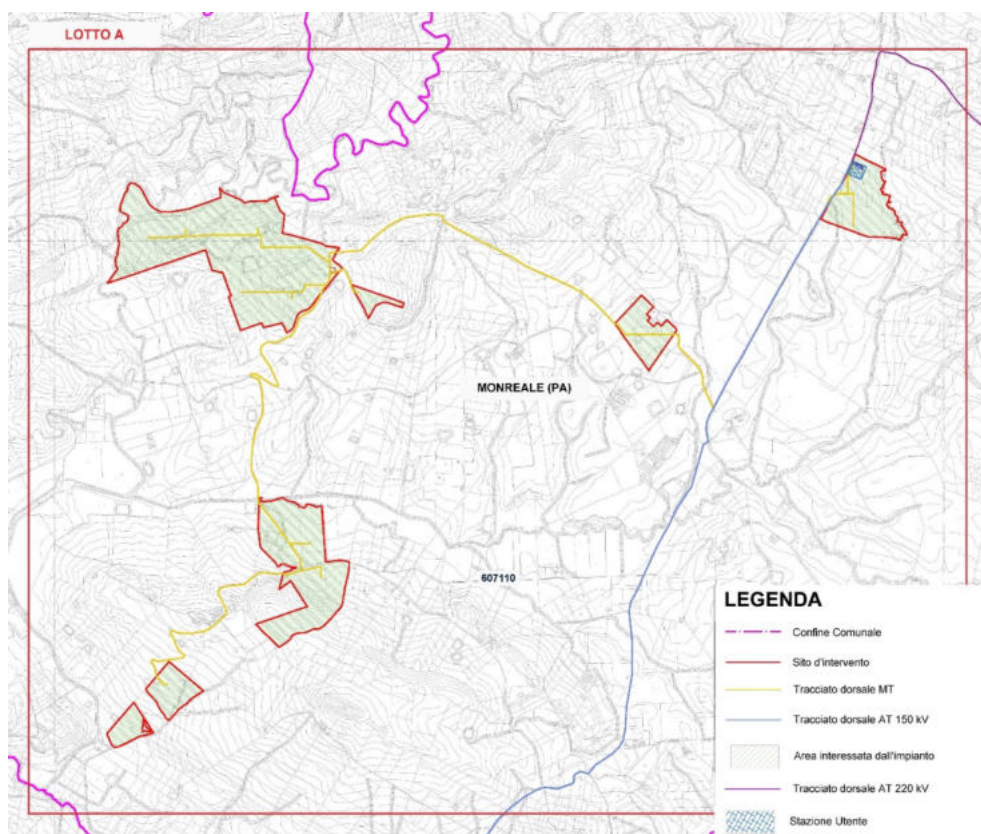 LOTTO A
MONREALE (PA)
607110
LEGENDA
Confine Comunale
Sito d'intervento
Tracciato dorsale MT
Tracciato dorsale AT 150 kV
Area interessata dall'impianto
Tracciato dorsale AT 220 kV
Stazione Utente